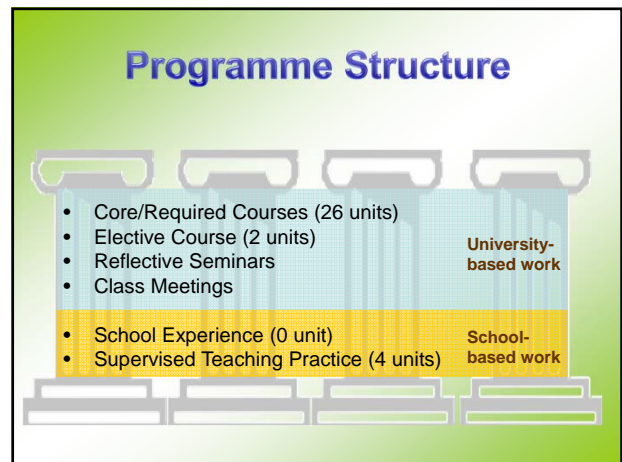 Programme Structure
• Core/Required Courses (26 units)
• Elective Course (2 units)
• Reflective Seminars
• Class Meetings
University-
based work
• School Experience (0 unit)
• Supervised Teaching Practice (4 units)
School-
based work